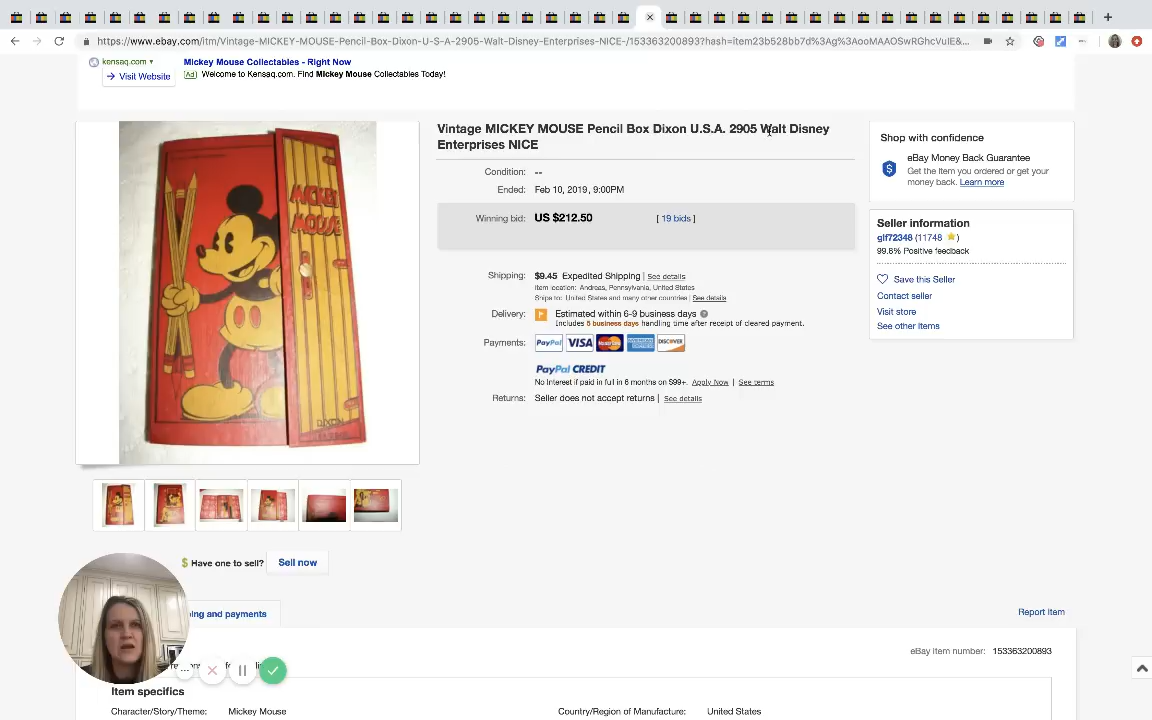 https://www.ebay.com/itm/Vintage-MICKEY-MOUSE-Pencil-Box-Dixon-U-S-A-2905-Walt-Disney-Enterprises-NICE-/153363200893?hash=item23b528bb7d%3Ag%3AooMAAOSwRGhcVuIE&...
kensaq.com
Visit Website
Mickey Mouse Collectables - Right Now
Ad Welcome to Kensaq.com. Find Mickey Mouse Collectables Today!
MICKEY
MOUSE
DIXON
Vintage MICKEY MOUSE Pencil Box Dixon U.S.A. 2905 Walt Disney
Enterprises NICE
Condition: --
Ended: Feb 10, 2019 , 9:00PM
Winning bid: US $212.50 [ 19 bids ]
Shipping: $9.45 Expedited Shipping | See details
Item location: Andreas, Pennsylvania, United States
Ships to: United States and many other countries | See details
Delivery: Estimated within 6-9 business days
Includes 5 business days handling time after receipt of cleared payment.
Payments: PayPal VISA MasterCard AMERICAN EXPRESS DISCOVER
PayPal CREDIT
No Interest if paid in full in 6 months on $99+. Apply Now | See terms
Returns: Seller does not accept returns | See details
Shop with confidence
eBay Money Back Guarantee
Get the item you ordered or get your
money back. Learn more
Seller information
glf72348 (11748)
99.6% Positive feedback
Save this Seller
Contact seller
Visit store
See other items
$ Have one to sell? Sell now
ping and payments
Report item
eBay item number: 153363200893
Item specifics
Character/Story/Theme: Mickey Mouse
Country/Region of Manufacture: United States